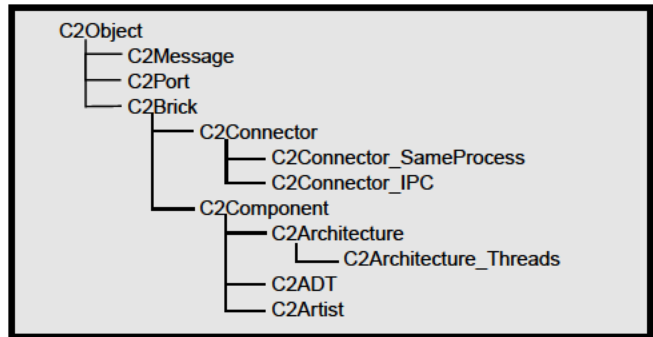 C2Object
C2Message
C2Port
C2Brick
C2Connector
C2Connector_SameProcess
C2Connector_IPC
C2Component
C2Architecture
C2Architecture_Threads
C2ADT
C2Artist